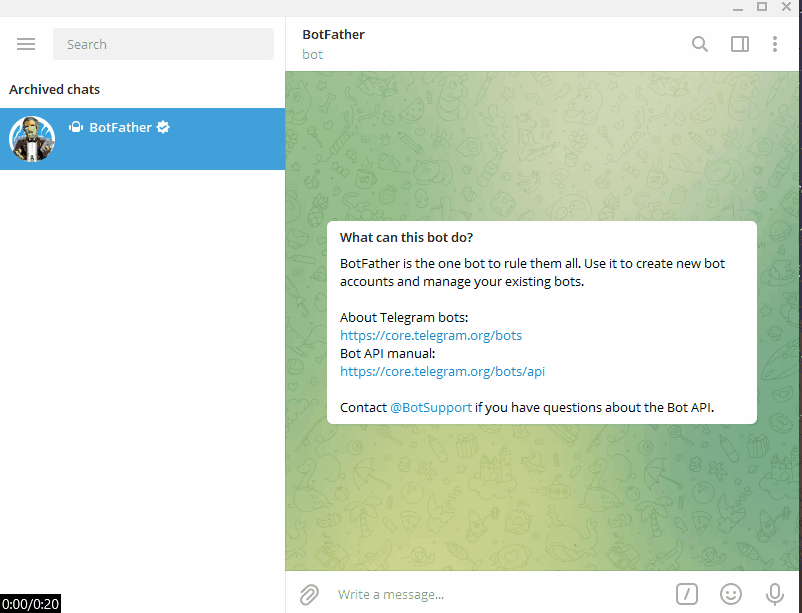 Search
Archived chats
BotFather
BotFather
bot
What can this bot do?
BotFather is the one bot to rule them all. Use it to create new bot
accounts and manage your existing bots.
About Telegram bots:
https://core.telegram.org/bots
Bot API manual:
https://core.telegram.org/bots/api
Contact @BotSupport if you have questions about the Bot API.
Write a message...
0:00/0:20